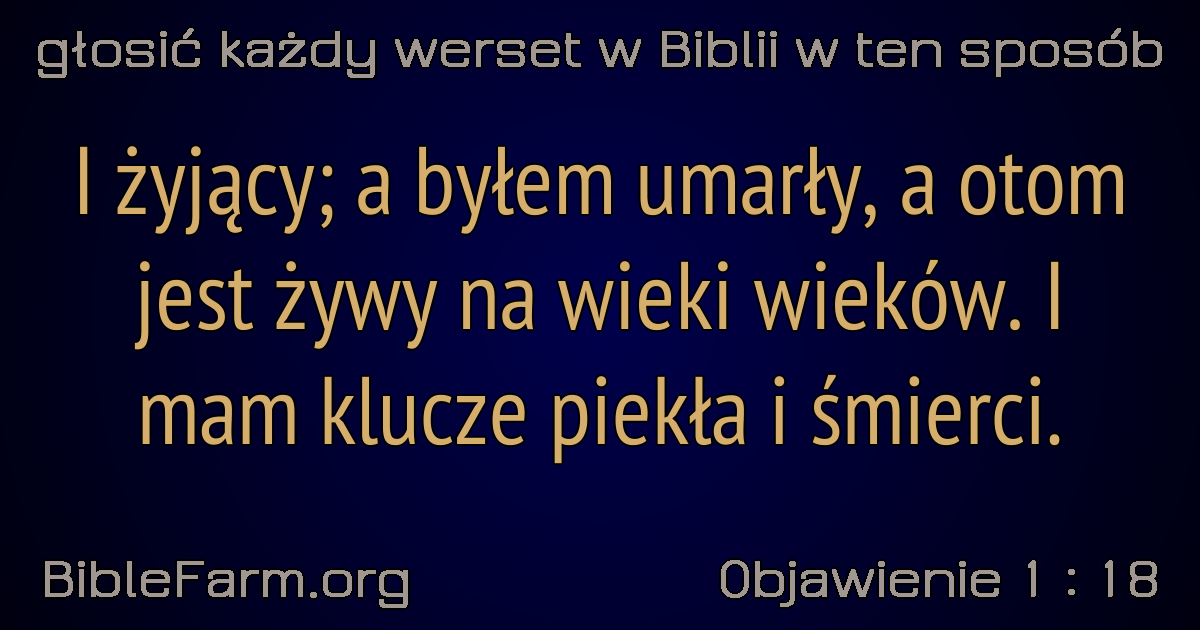 głosić każdy werset w Biblii w ten sposób
I żyjący; a byłem umarły, a otom
jest żywy na wieki wieków. I
mam klucze piekła i śmierci.
BibleFarm.org
Objawienie 1 : 18